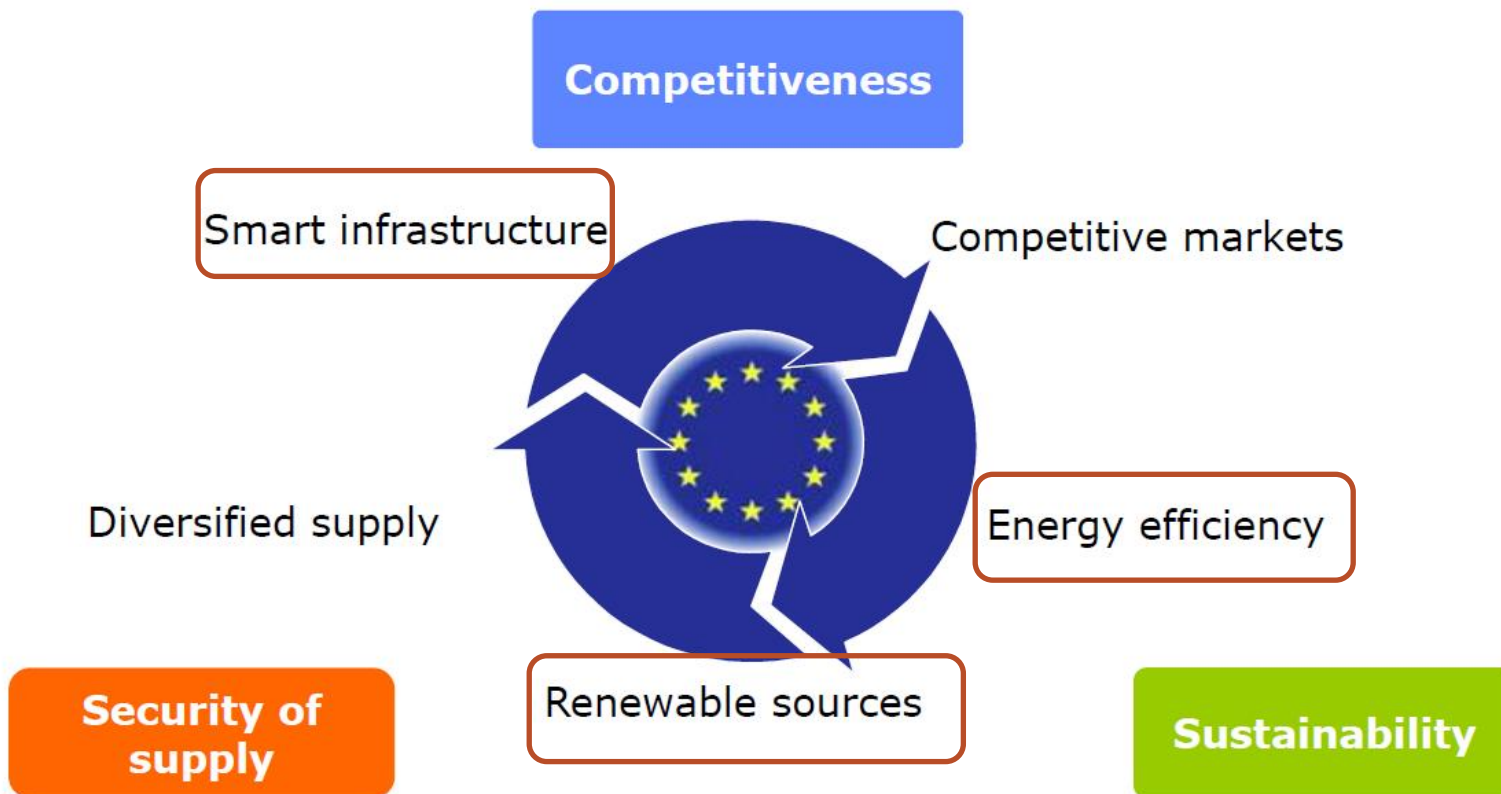 Competitiveness
Smart infrastructure
Competitive markets
Diversified supply
Energy efficiency
Renewable sources
Security of
supply
Sustainability